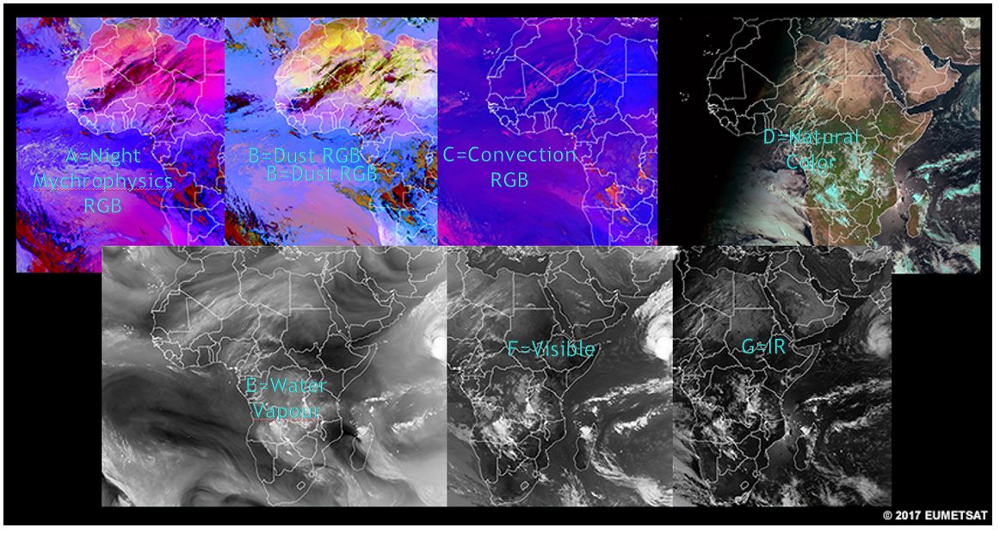 A=Night
Mychrophysics
RGB
B=Dust RGB
B=Dust RGB
C=Convection
RGB
D=Natural
Color
E=Water
Vapour
F=Visible
G=IR
© 2017 EUMETSAT